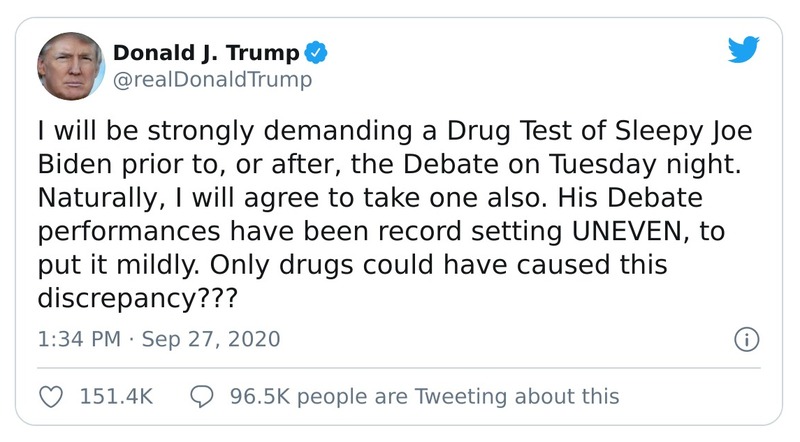 Donald J. Trump
@realDonaldTrump
I will be strongly demanding a Drug Test of Sleepy Joe
Biden prior to, or after, the Debate on Tuesday night.
Naturally, I will agree to take one also. His Debate
performances have been record setting UNEVEN, to
put it mildly. Only drugs could have caused this
discrepancy???
1:34 PM · Sep 27, 2020
151.4K 96.5K people are Tweeting about this